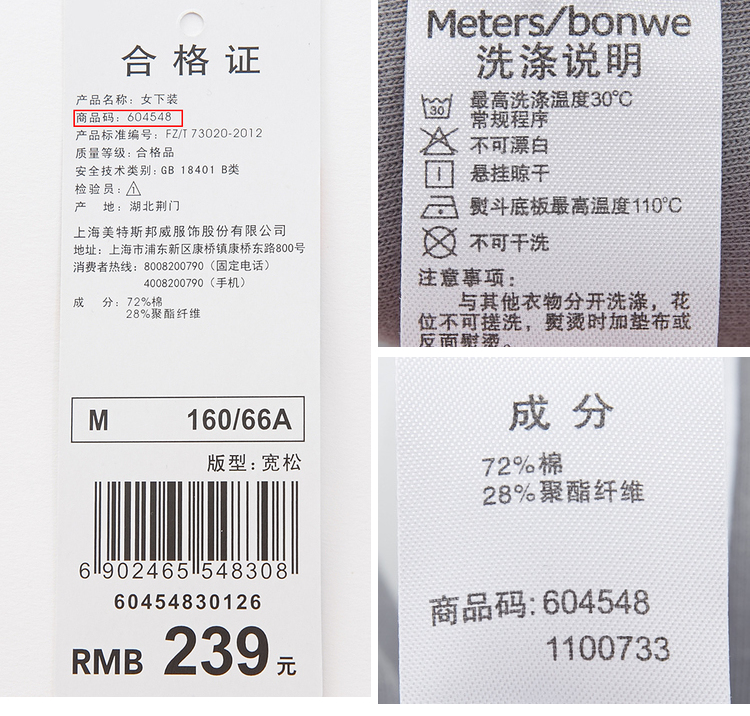 合格证
产品名称: 女下装
商品码: 604548
产品标准编号: FZ/T 73020-2012
质量等级: 合格品
安全技术类别: GB 18401 B类
检验员: 1
产 地: 湖北荆门
上海美特斯邦威服饰股份有限公司
地址: 上海市浦东新区康桥镇康桥东路800号
消费者热线: 8008200790 (固定电话)
4008200790 (手机)
成 分: 72%棉
28%聚酯纤维
M 160/66A
版型: 宽松
6 902465 548308
60454830126
RMB 239元
Meters/bonwe
洗涤说明
30
最高洗涤温度30℃
常规程序
不可漂白
悬挂晾干
熨斗底板最高温度110℃
不可干洗
注意事项:
与其他衣物分开洗涤, 花
位不可搓洗, 熨烫时加垫布或
反面熨烫。
成 分
72%棉
28%聚酯纤维
商品码: 604548
1100733